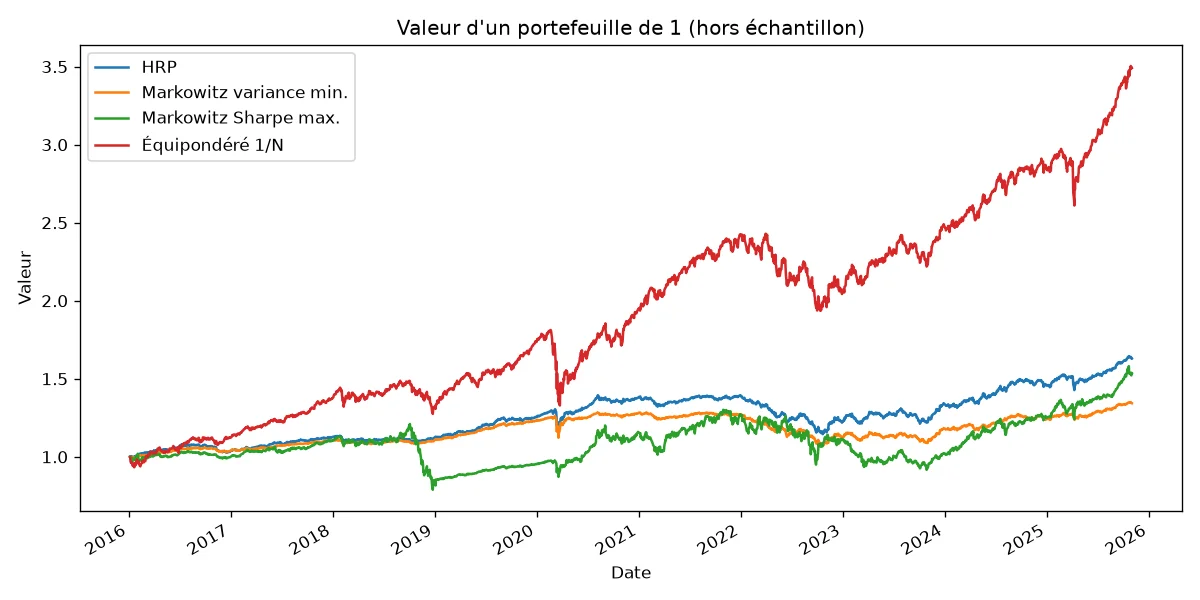 Valeur d'un portefeuille de 1 (hors échantillon)
HRP
Markowitz variance min.
Markowitz Sharpe max.
Équipondéré 1/N
3.5
3.0
2.5
2.0
1.5
1.0
Valeur
2016
2017
2018
2019
2020
2021
2022
2023
2024
2025
2026
Date